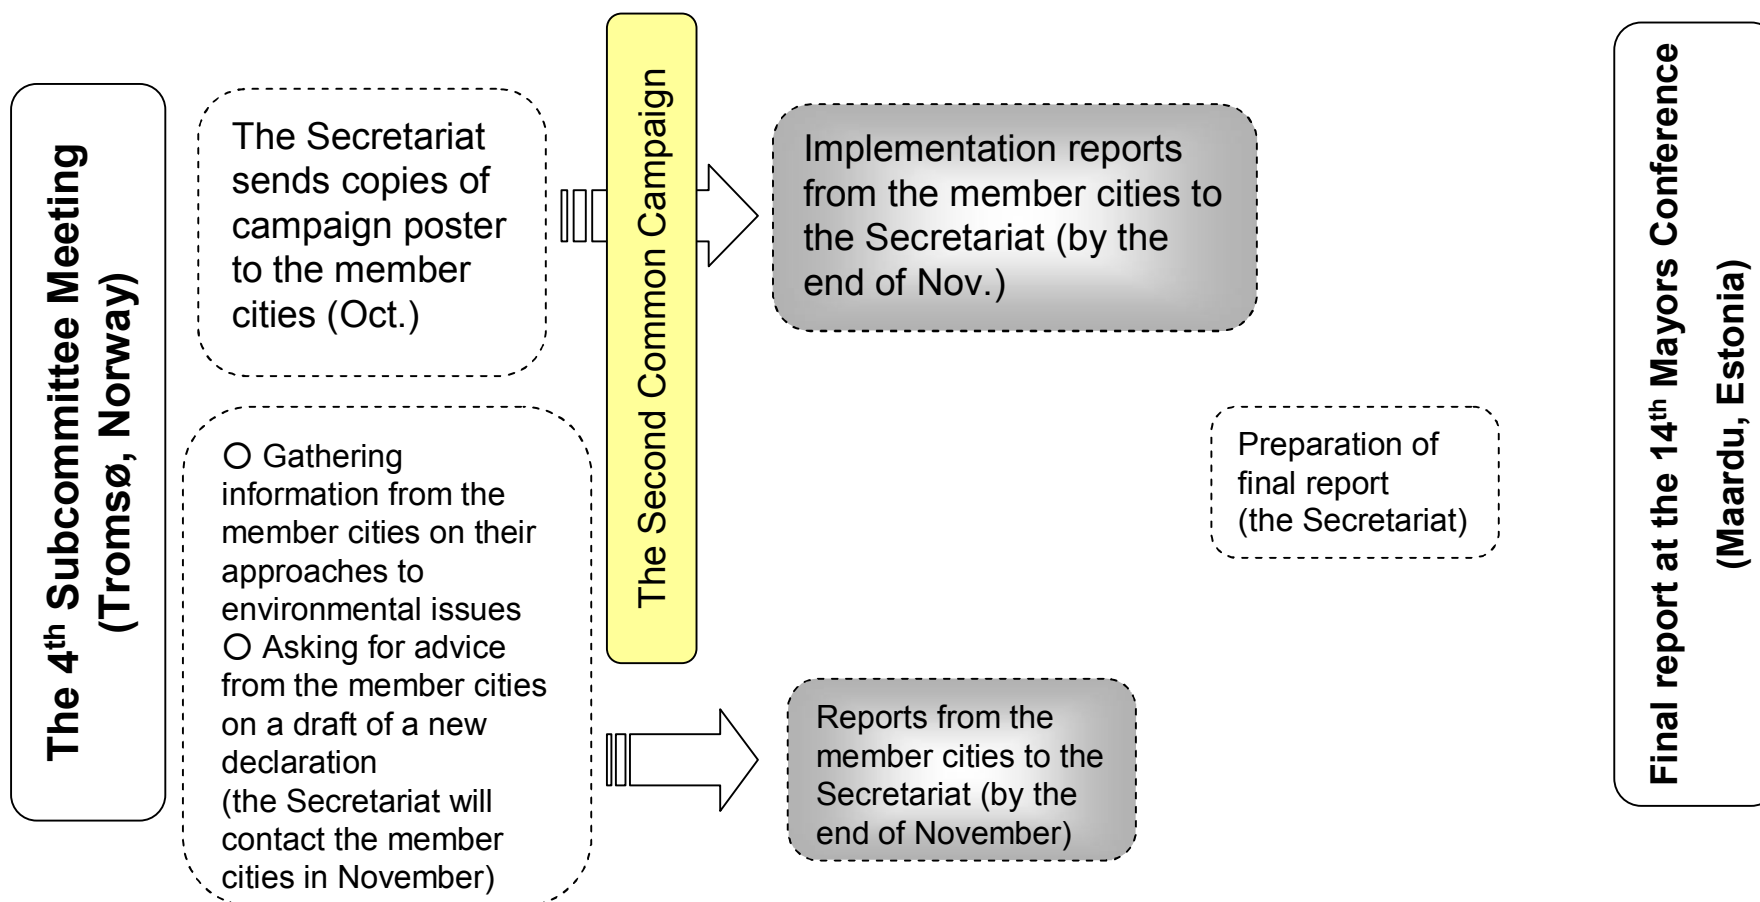 The 4th Subcommittee Meeting
(Tromsø, Norway)
The Secretariat
sends copies of
campaign poster
to the member
cities (Oct.)
○ Gathering
information from the
member cities on their
approaches to
environmental issues
○ Asking for advice
from the member cities
on a draft of a new
declaration
(the Secretariat will
contact the member
cities in November)
The Second Common Campaign
Implementation reports
from the member cities to
the Secretariat (by the
end of Nov.)
Reports from the
member cities to the
Secretariat (by the
end of November)
Preparation of
final report
(the Secretariat)
Final report at the 14th Mayors Conference
(Maardu, Estonia)